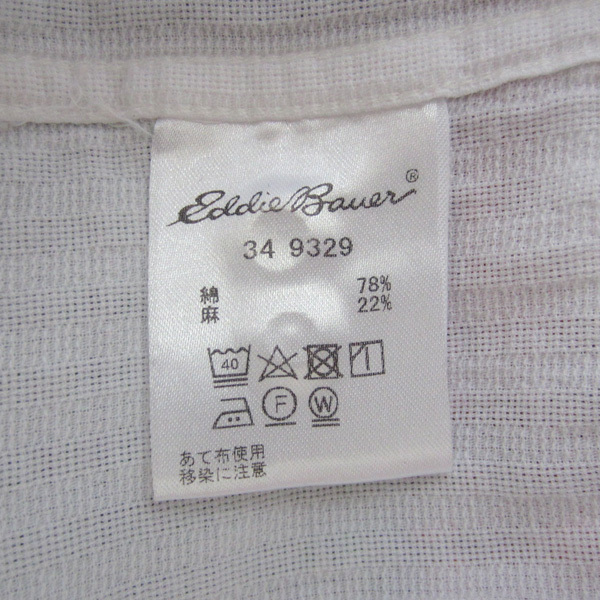 Eddie Bauer®
34 9329
綿 78%
麻 22%
40
F W
あて布使用
移染に注意